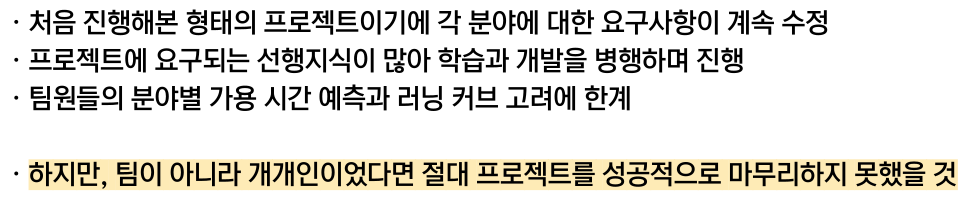 · 처음 진행해본 형태의 프로젝트이기에 각 분야에 대한 요구사항이 계속 수정
· 프로젝트에 요구되는 선행지식이 많아 학습과 개발을 병행하며 진행
· 팀원들의 분야별 가용 시간 예측과 러닝 커브 고려에 한계
· 하지만, 팀이 아니라 개개인이었다면 절대 프로젝트를 성공적으로 마무리하지 못했을 것